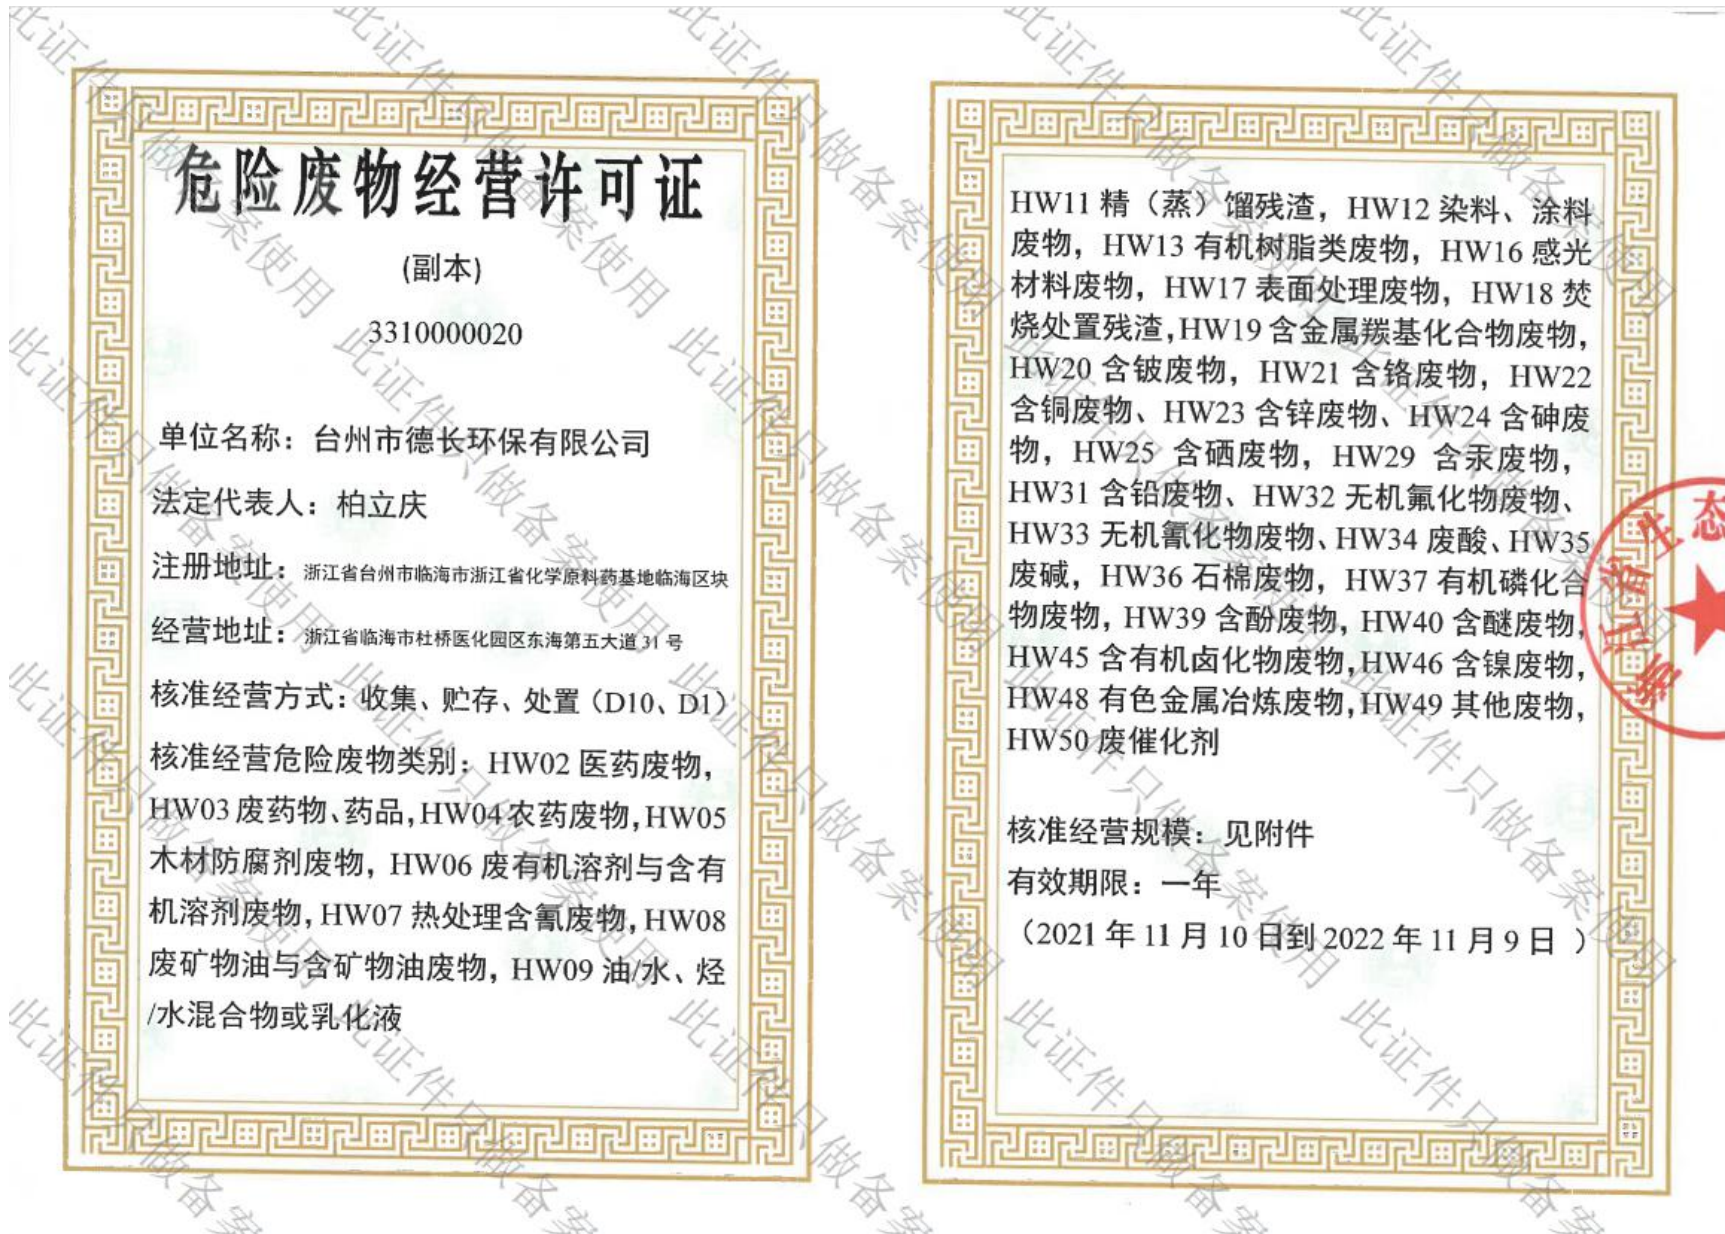 危险废物经营许可证
(副本)
3310000020
单位名称：台州市德长环保有限公司
法定代表人：柏立庆
注册地址：浙江省台州市临海市浙江省化学原料药基地临海区块
经营地址：浙江省临海市杜桥医化园区东海第五大道31号
核准经营方式：收集、贮存、处置（D10、D1）
核准经营危险废物类别：HW02医药废物，
HW03废药物、药品，HW04农药废物，HW05
木材防腐剂废物，HW06废有机溶剂与含有
机溶剂废物，HW07热处理含氰废物，HW08
废矿物油与含矿物油废物，HW09油/水、烃
/水混合物或乳化液
HW11精（蒸）馏残渣，HW12染料、涂料
废物，HW13有机树脂类废物，HW16感光
材料废物，HW17表面处理废物，HW18焚
烧处置残渣，HW19含金属羰基化合物废物，
HW20含铍废物，HW21含铬废物，HW22
含铜废物、HW23含锌废物、HW24含砷废
物，HW25含硒废物，HW29含汞废物，
HW31含铅废物、HW32无机氟化物废物、
HW33无机氰化物废物、HW34废酸、HW35
废碱，HW36石棉废物，HW37有机磷化合
物废物，HW39含酚废物，HW40含醚废物，
HW45含有机卤化物废物，HW46含镍废物，
HW48有色金属冶炼废物，HW49其他废物，
HW50废催化剂
核准经营规模：见附件
有效期限：一年
（2021年11月10日到2022年11月9日）
浙江省生态
此证件只做备案使用